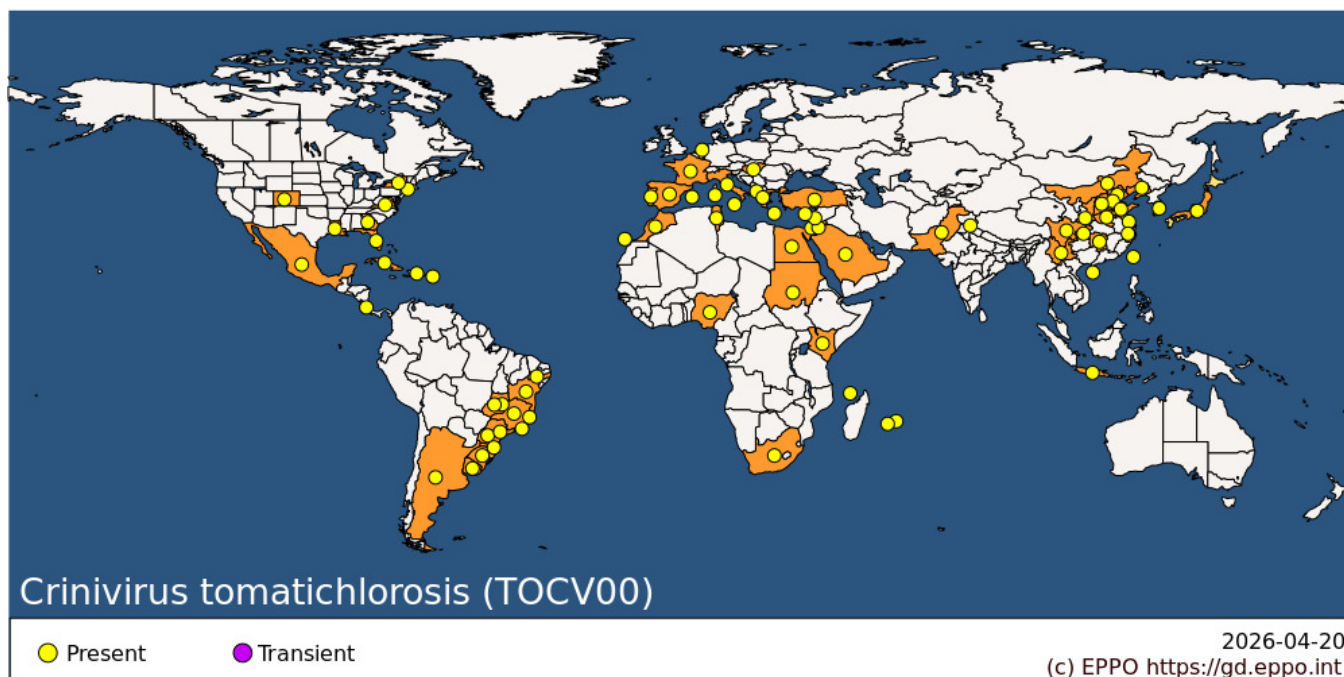 Crinivirus tomatichlorosis (TOCV00)
Present
Transient
2026-04-20
(c) EPPO https://gd.eppo.int